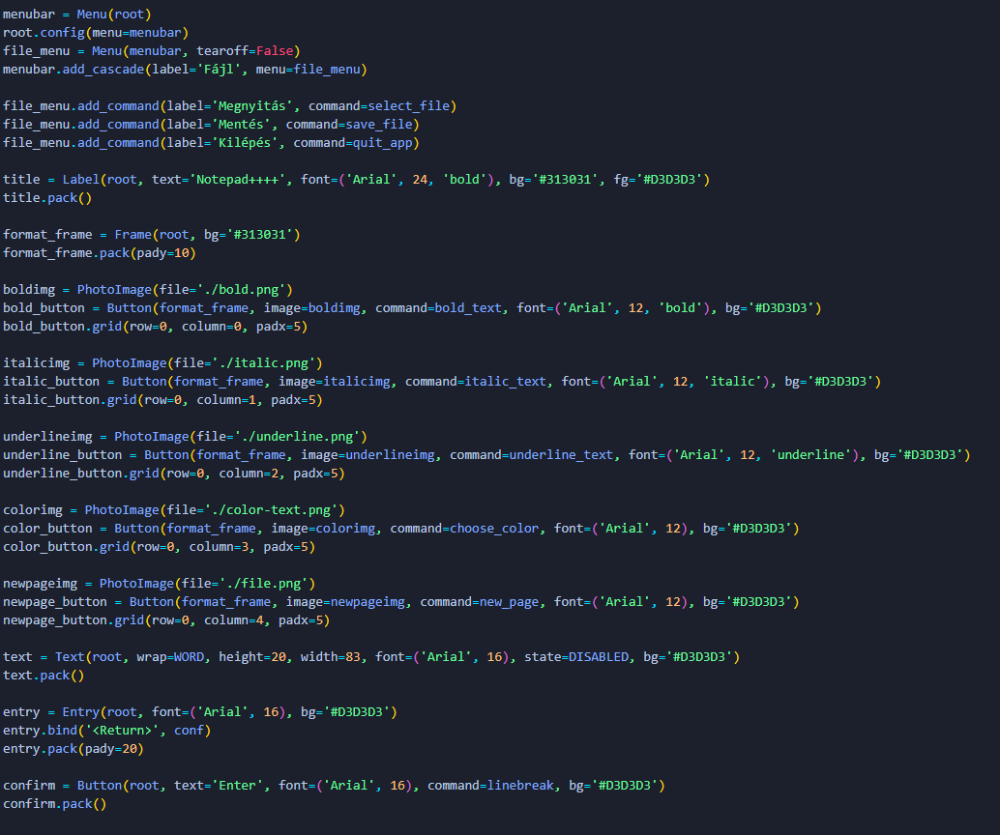 menubar = Menu(root)
root.config(menu=menubar)
file_menu = Menu(menubar, tearoff=False)
menubar.add_cascade(label='Fájl', menu=file_menu)

file_menu.add_command(label='Megnyitás', command=select_file)
file_menu.add_command(label='Mentés', command=save_file)
file_menu.add_command(label='Kilépés', command=quit_app)

title = Label(root, text='Notepad++++', font=('Arial', 24, 'bold'), bg='#313031', fg='#D3D3D3')
title.pack()

format_frame = Frame(root, bg='#313031')
format_frame.pack(pady=10)

boldimg = PhotoImage(file='./bold.png')
bold_button = Button(format_frame, image=boldimg, command=bold_text, font=('Arial', 12, 'bold'), bg='#D3D3D3')
bold_button.grid(row=0, column=0, padx=5)

italicimg = PhotoImage(file='./italic.png')
italic_button = Button(format_frame, image=italicimg, command=italic_text, font=('Arial', 12, 'italic'), bg='#D3D3D3')
italic_button.grid(row=0, column=1, padx=5)

underlineimg = PhotoImage(file='./underline.png')
underline_button = Button(format_frame, image=underlineimg, command=underline_text, font=('Arial', 12, 'underline'), bg='#D3D3D3')
underline_button.grid(row=0, column=2, padx=5)

colorimg = PhotoImage(file='./color-text.png')
color_button = Button(format_frame, image=colorimg, command=choose_color, font=('Arial', 12), bg='#D3D3D3')
color_button.grid(row=0, column=3, padx=5)

newpageimg = PhotoImage(file='./file.png')
newpage_button = Button(format_frame, image=newpageimg, command=new_page, font=('Arial', 12), bg='#D3D3D3')
newpage_button.grid(row=0, column=4, padx=5)

text = Text(root, wrap=WORD, height=20, width=83, font=('Arial', 16), state=DISABLED, bg='#D3D3D3')
text.pack()

entry = Entry(root, font=('Arial', 16), bg='#D3D3D3')
entry.bind('<Return>', conf)
entry.pack(pady=20)

confirm = Button(root, text='Enter', font=('Arial', 16), command=linebreak, bg='#D3D3D3')
confirm.pack()